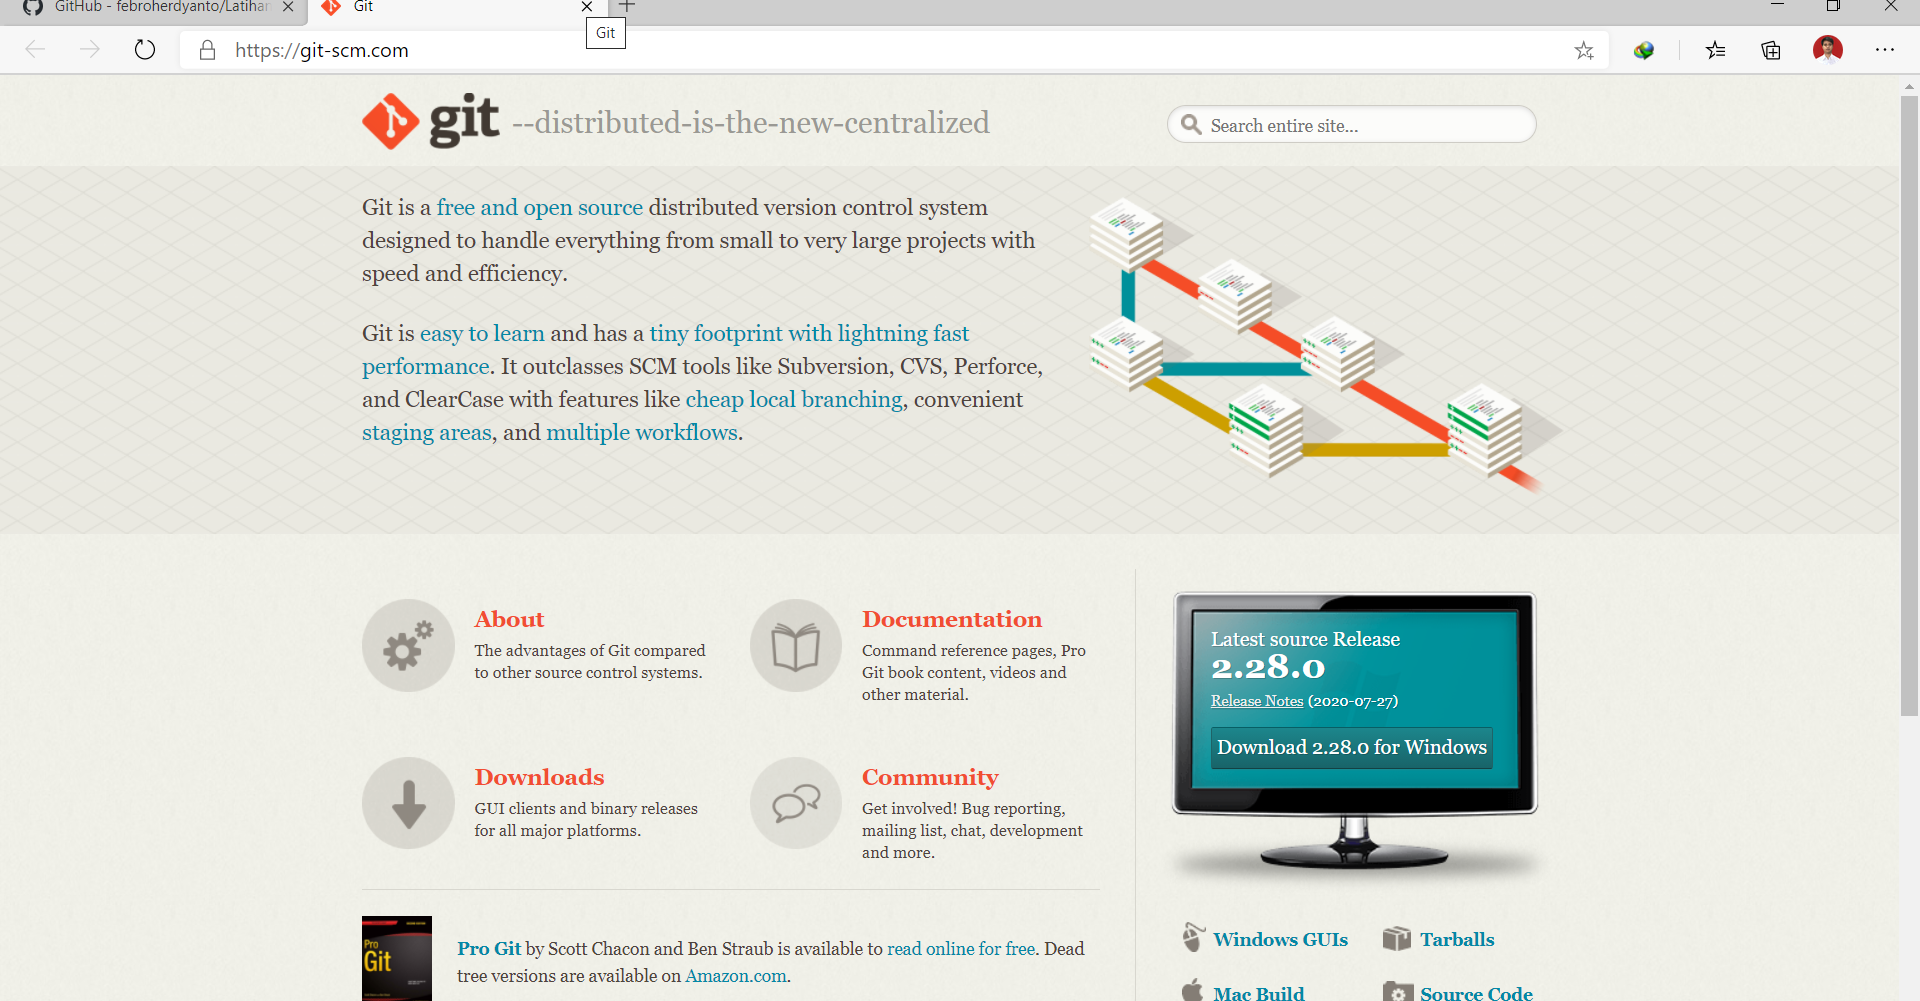 GitHub - febroherdyanto/Latihan
Git
Git
https://git-scm.com
git --distributed-is-the-new-centralized
Search entire site...
Git is a free and open source distributed version control system
designed to handle everything from small to very large projects with
speed and efficiency.
Git is easy to learn and has a tiny footprint with lightning fast
performance. It outclasses SCM tools like Subversion, CVS, Perforce,
and ClearCase with features like cheap local branching, convenient
staging areas, and multiple workflows.
About
The advantages of Git compared
to other source control systems.
Documentation
Command reference pages, Pro
Git book content, videos and
other material.
Downloads
GUI clients and binary releases
for all major platforms.
Community
Get involved! Bug reporting,
mailing list, chat, development
and more.
Latest source Release
2.28.0
Release Notes (2020-07-27)
Download 2.28.0 for Windows
Pro
Git
Pro Git by Scott Chacon and Ben Straub is available to read online for free. Dead
tree versions are available on Amazon.com.
Windows GUIs
Tarballs
Mac Build
Source Code